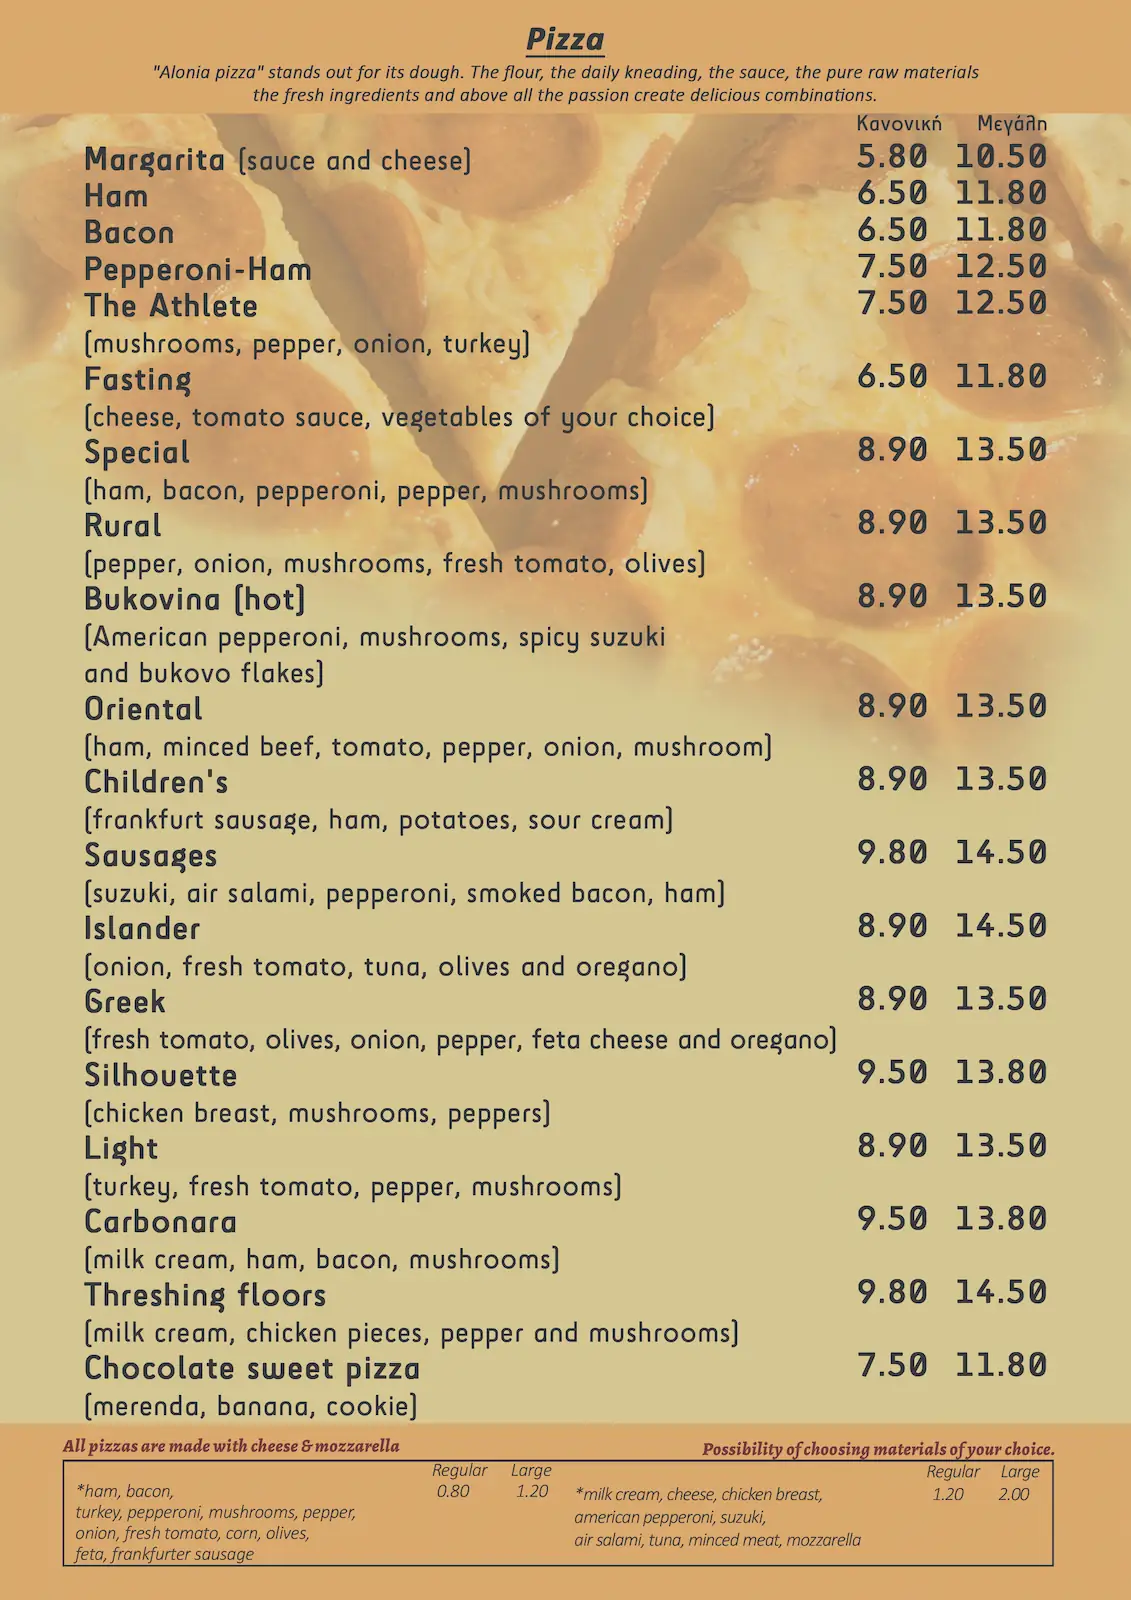 Pizza
"Alonia pizza" stands out for its dough. The flour, the daily kneading, the sauce, the pure raw materials
the fresh ingredients and above all the passion create delicious combinations.
Κανονική Μεγάλη
Margarita (sauce and cheese) 5.80 10.50
Ham 6.50 11.80
Bacon 6.50 11.80
Pepperoni-Ham 7.50 12.50
The Athlete 7.50 12.50
(mushrooms, pepper, onion, turkey)
Fasting 6.50 11.80
(cheese, tomato sauce, vegetables of your choice)
Special 8.90 13.50
(ham, bacon, pepperoni, pepper, mushrooms)
Rural 8.90 13.50
(pepper, onion, mushrooms, fresh tomato, olives)
Bukovina (hot) 8.90 13.50
(American pepperoni, mushrooms, spicy suzuki
and bukovo flakes)
Oriental 8.90 13.50
(ham, minced beef, tomato, pepper, onion, mushroom)
Children's 8.90 13.50
(frankfurt sausage, ham, potatoes, sour cream)
Sausages 9.80 14.50
(suzuki, air salami, pepperoni, smoked bacon, ham)
Islander 8.90 14.50
(onion, fresh tomato, tuna, olives and oregano)
Greek 8.90 13.50
(fresh tomato, olives, onion, pepper, feta cheese and oregano)
Silhouette 9.50 13.80
(chicken breast, mushrooms, peppers)
Light 8.90 13.50
(turkey, fresh tomato, pepper, mushrooms)
Carbonara 9.50 13.80
(milk cream, ham, bacon, mushrooms)
Threshing floors 9.80 14.50
(milk cream, chicken pieces, pepper and mushrooms)
Chocolate sweet pizza 7.50 11.80
(merenda, banana, cookie)
All pizzas are made with cheese & mozzarella
Possibility of choosing materials of your choice.
Regular Large
*ham, bacon, 0.80 1.20
turkey, pepperoni, mushrooms, pepper,
onion, fresh tomato, corn, olives,
feta, frankfurter sausage
Regular Large
*milk cream, cheese, chicken breast, 1.20 2.00
american pepperoni, suzuki,
air salami, tuna, minced meat, mozzarella